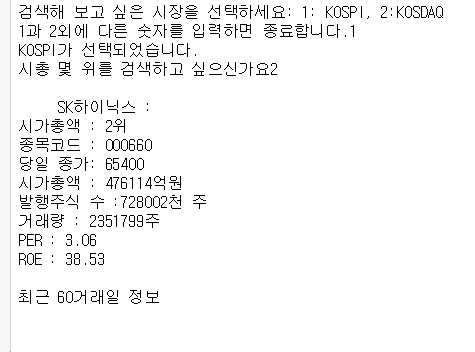 검색해 보고 싶은 시장을 선택하세요: 1: KOSPI, 2:KOSDAQ
1과 2외에 다른 숫자를 입력하면 종료합니다.1
KOSPI가 선택되었습니다.
시총 몇 위를 검색하고 싶으신가요2
SK하이닉스 :
시가총액 : 2위
종목코드 : 000660
당일 종가: 65400
시가총액 : 476114억원
발행주식 수 :728002천 주
거래량 : 2351799주
PER : 3.06
ROE : 38.53
최근 60거래일 정보